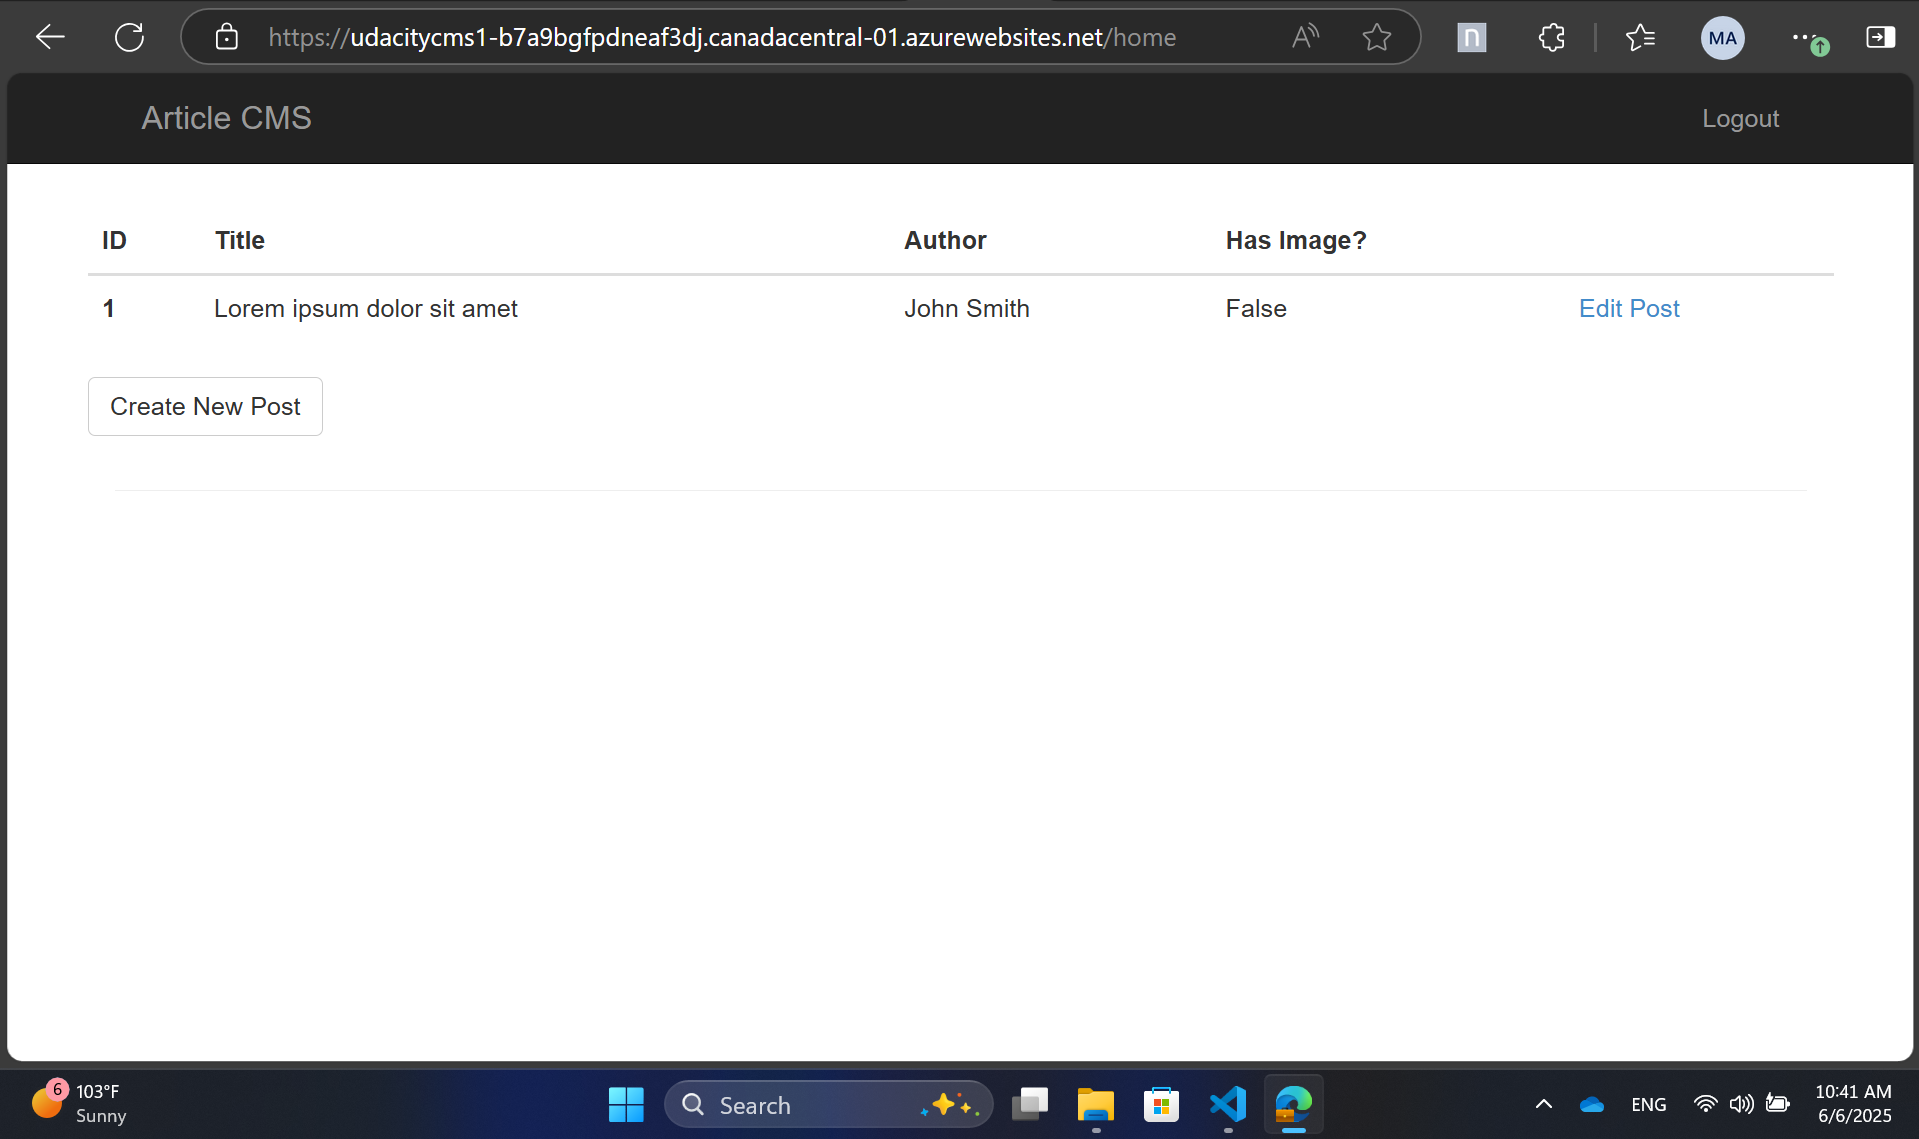 https://udacitycms1-b7a9bgfpdneaf3dj.canadacentral-01.azurewebsites.net/home
MA
Article CMS
Logout
ID Title Author Has Image?
1 Lorem ipsum dolor sit amet John Smith False Edit Post
Create New Post
6
103°F
Sunny
Search
ENG
10:41 AM
6/6/2025